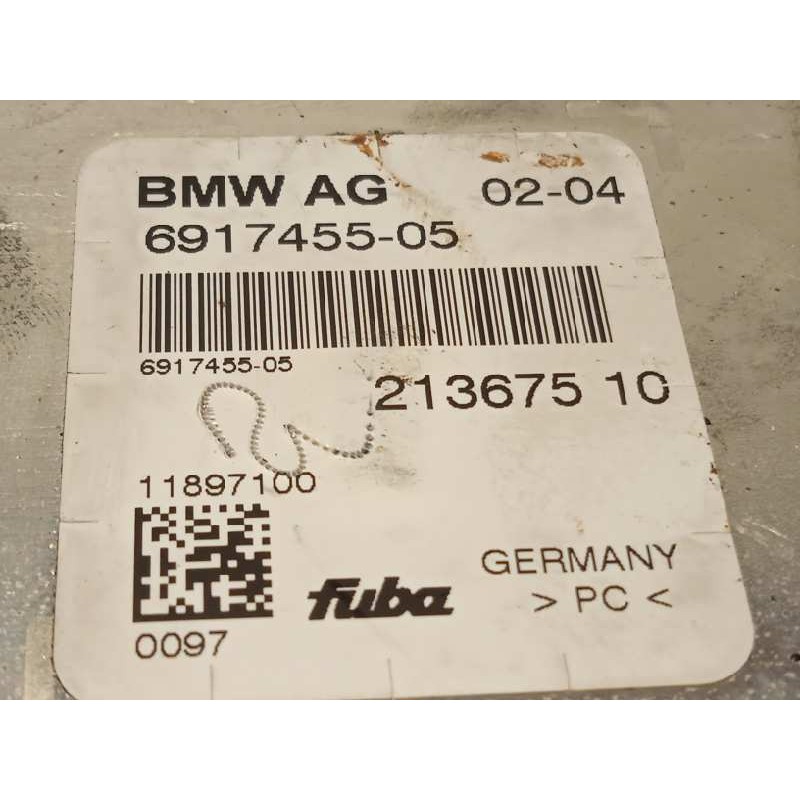 BMW AG 02-04
6917455-05
6917455-05
213675 10
11897100
GERMANY
fuba > PC <
0097